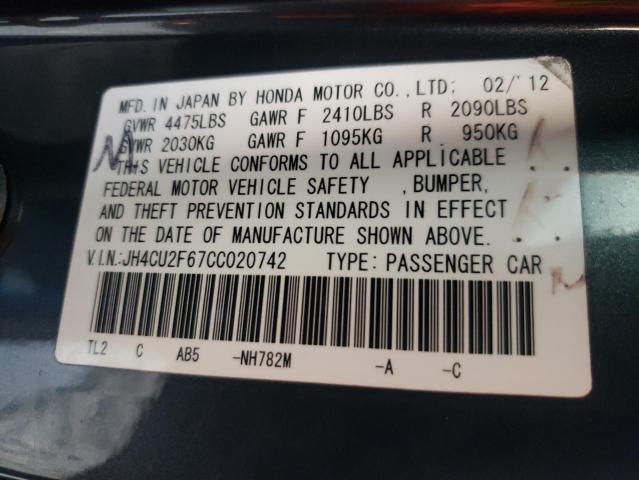 MFD. IN JAPAN BY HONDA MOTOR CO.,LTD; 02/'12
GVWR 4475LBS GAWR F 2410LBS R 2090LBS
GVWR 2030KG GAWR F 1095KG R 950KG
THIS VEHICLE CONFORMS TO ALL APPLICABLE
FEDERAL MOTOR VEHICLE SAFETY , BUMPER,
AND THEFT PREVENTION STANDARDS IN EFFECT
ON THE DATE OF MANUFACTURE SHOWN ABOVE.
V.I.N.:JH4CU2F67CC020742 TYPE: PASSENGER CAR
TL2 C AB5 -NH782M -A -C